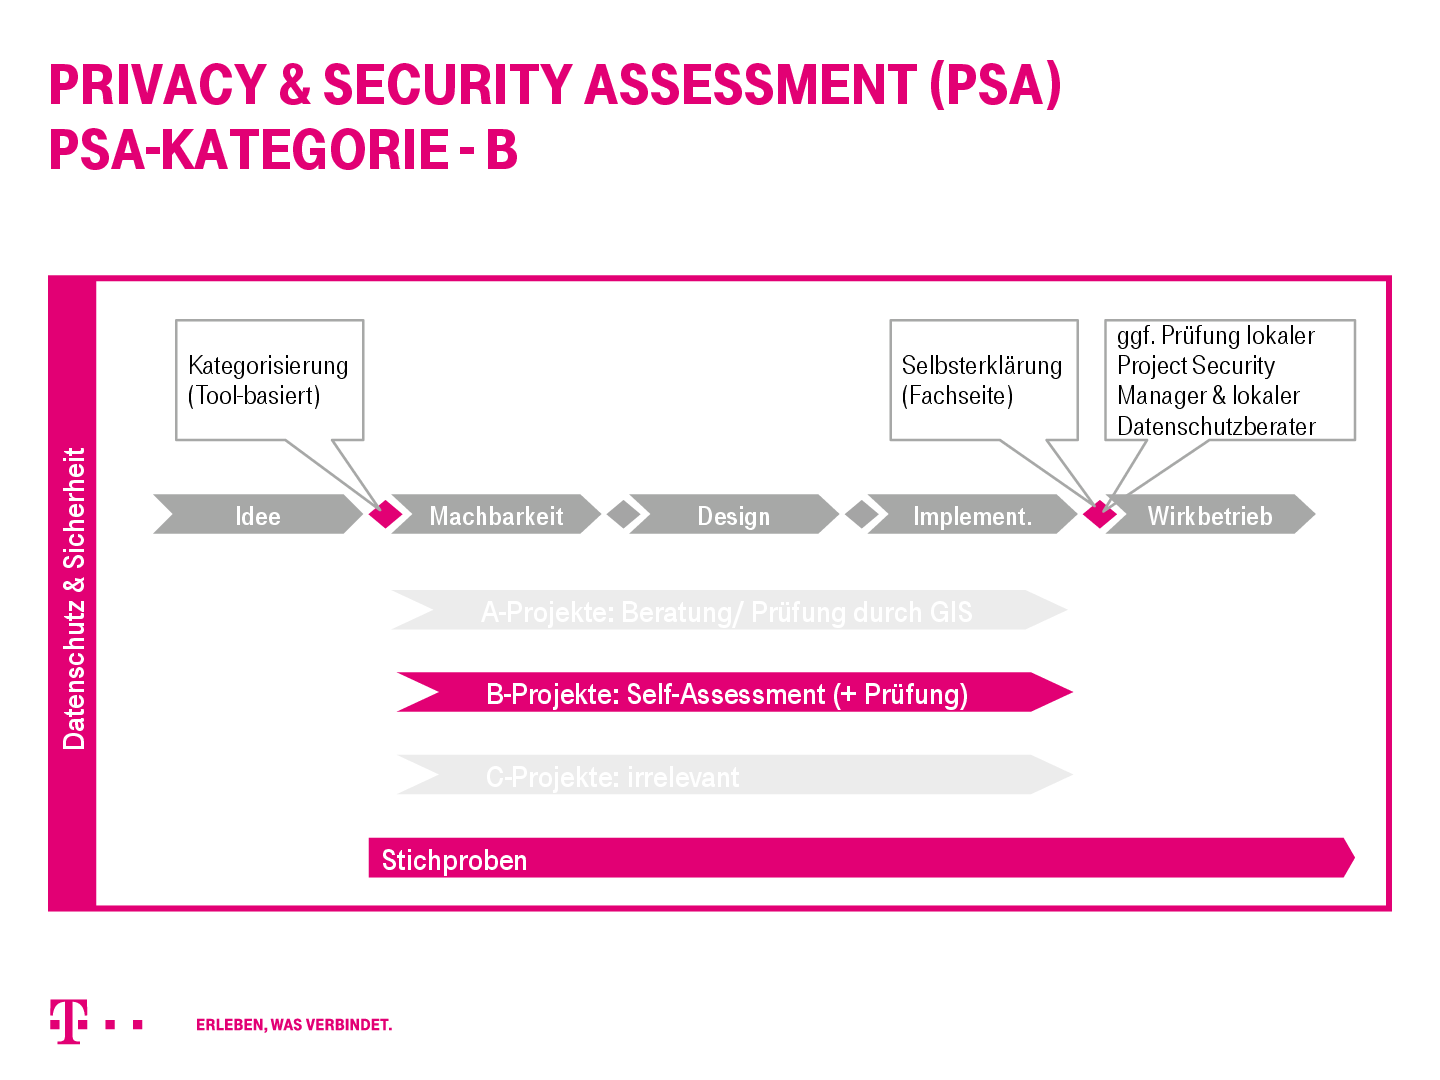 PRIVACY & SECURITY ASSESSMENT (PSA)
PSA-KATEGORIE - B
Datenschutz & Sicherheit
Kategorisierung
(Tool-basiert)
Selbsterklärung
(Fachseite)
ggf. Prüfung lokaler
Project Security
Manager & lokaler
Datenschutzberater
Idee
Machbarkeit
Design
Implement.
Wirkbetrieb
A-Projekte: Beratung/ Prüfung durch GIS
B-Projekte: Self-Assessment (+ Prüfung)
C-Projekte: irrelevant
Stichproben
T
ERLEBEN, WAS VERBINDET.